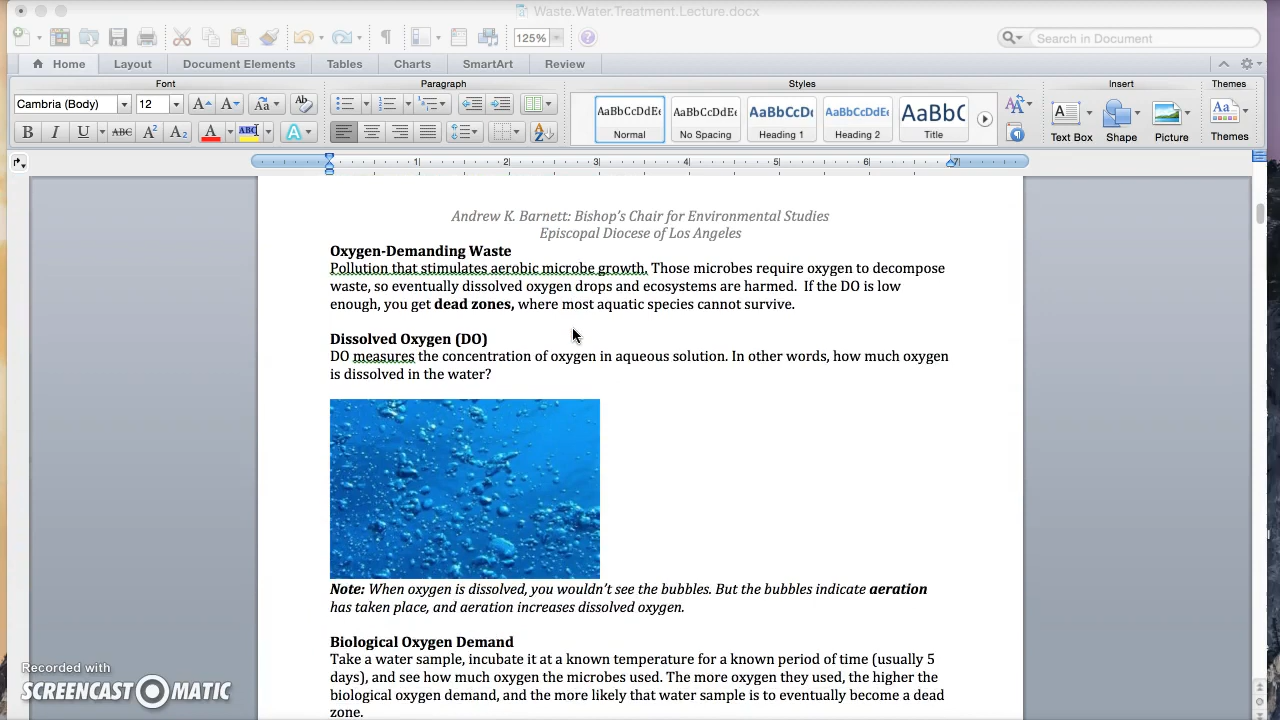 Waste.Water.Treatment.Lecture.docx
125%
Search in Document
Home Layout Document Elements Tables Charts SmartArt Review
Font Paragraph Styles Insert Themes
Cambria (Body) 12
AaBbCcDdEe AaBbCcDdEe AaBbCcDc AaBbCcDdEe AaBbC
Normal No Spacing Heading 1 Heading 2 Title
Text Box Shape Picture Themes
1 2 3 4 5 6 7
Andrew K. Barnett: Bishop's Chair for Environmental Studies
Episcopal Diocese of Los Angeles
Oxygen-Demanding Waste
Pollution that stimulates aerobic microbe growth. Those microbes require oxygen to decompose
waste, so eventually dissolved oxygen drops and ecosystems are harmed.  If the DO is low
enough, you get dead zones, where most aquatic species cannot survive.
Dissolved Oxygen (DO)
DO measures the concentration of oxygen in aqueous solution. In other words, how much oxygen
is dissolved in the water?
Note: When oxygen is dissolved, you wouldn't see the bubbles. But the bubbles indicate aeration
has taken place, and aeration increases dissolved oxygen.
Biological Oxygen Demand
Take a water sample, incubate it at a known temperature for a known period of time (usually 5
days), and see how much oxygen the microbes used. The more oxygen they used, the higher the
biological oxygen demand, and the more likely that water sample is to eventually become a dead
zone.
Recorded with
SCREENCAST O MATIC